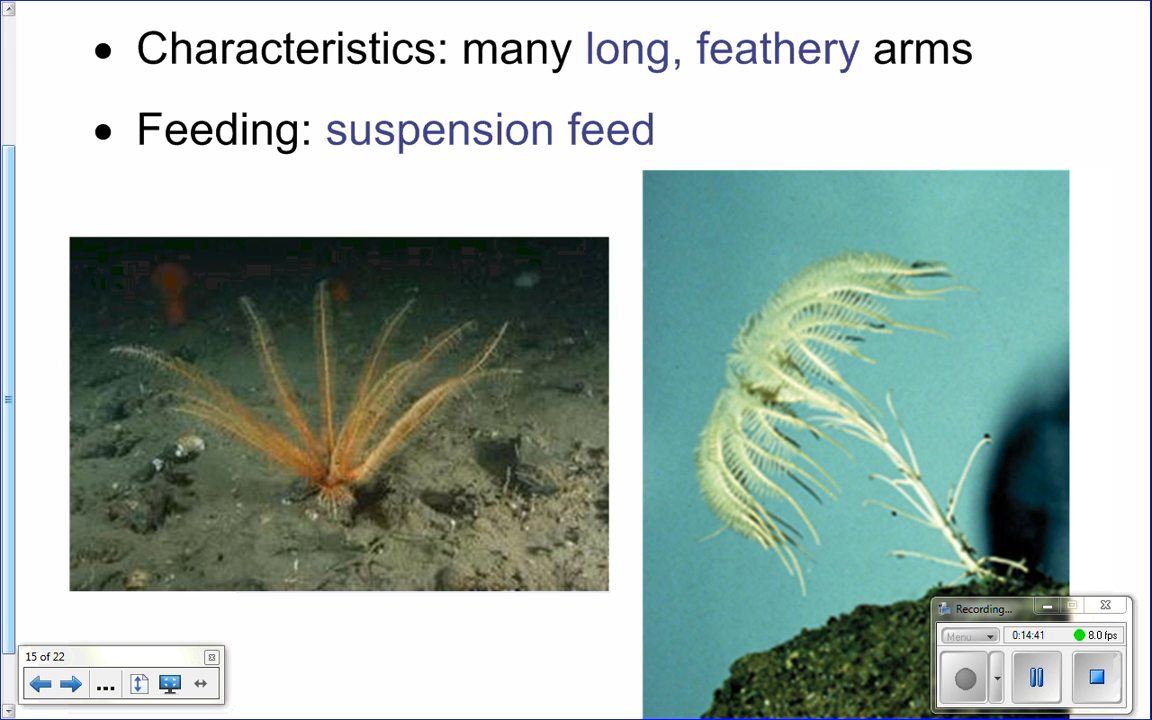 • Characteristics: many long, feathery arms
• Feeding: suspension feed
Recording...
Menu
0:14:41
8.0 fps
15 of 22
...